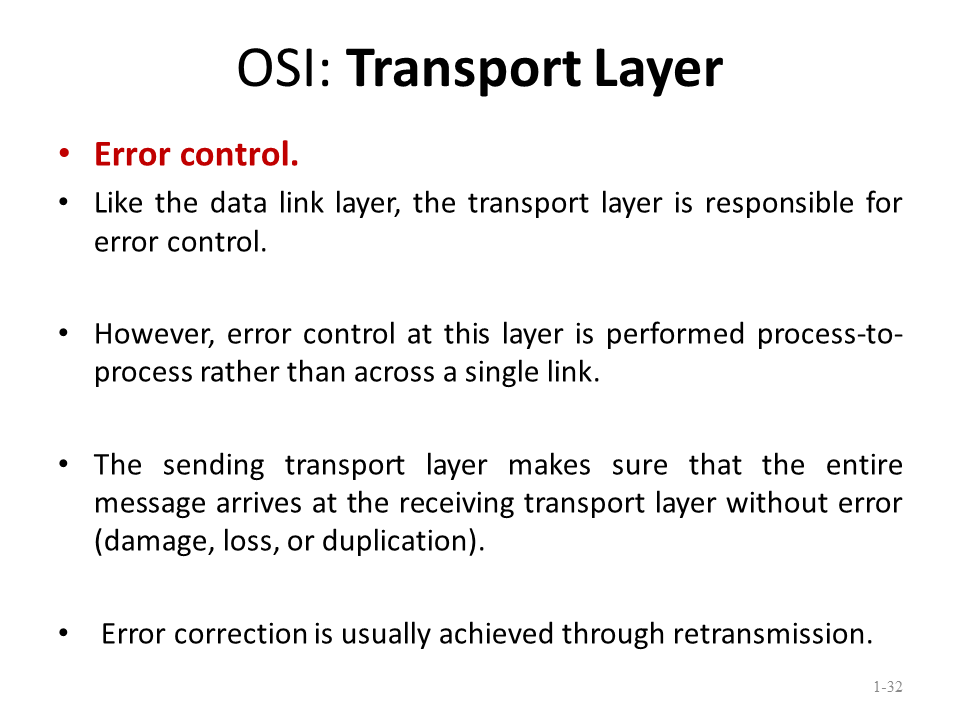 OSI: Transport Layer
• Error control.
• Like the data link layer, the transport layer is responsible for
error control.
• However, error control at this layer is performed process-to-
process rather than across a single link.
• The sending transport layer makes sure that the entire
message arrives at the receiving transport layer without error
(damage, loss, or duplication).
• Error correction is usually achieved through retransmission.
1-32